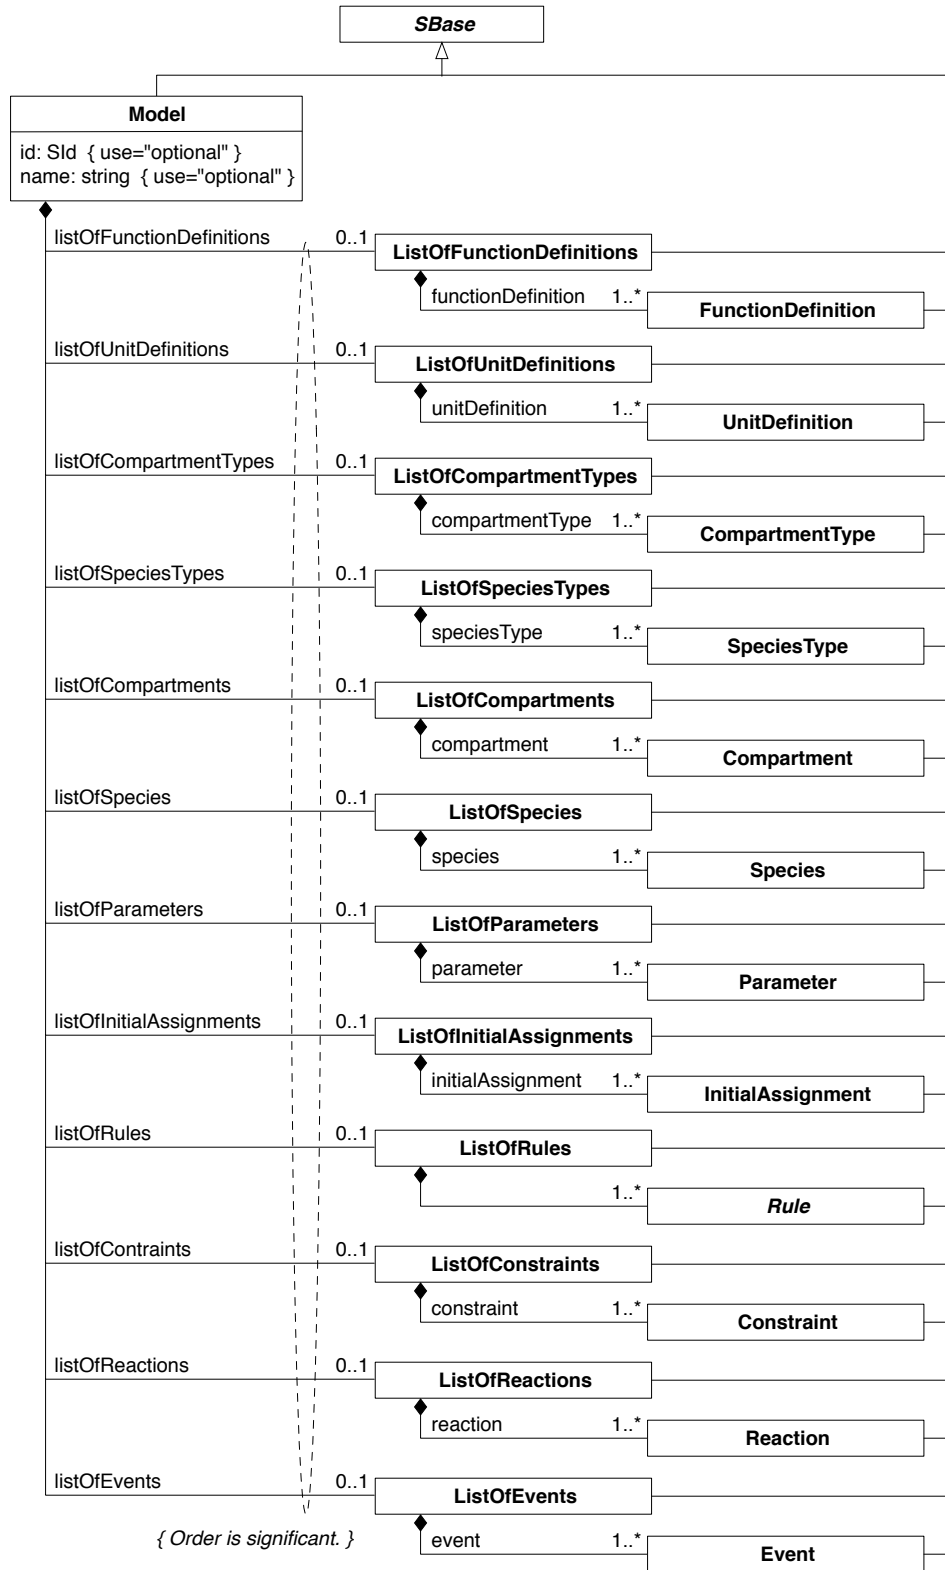 SBase
Model
id: SId { use="optional" }
name: string { use="optional" }
listOfFunctionDefinitions 0..1 ListOfFunctionDefinitions
functionDefinition 1..* FunctionDefinition
listOfUnitDefinitions 0..1 ListOfUnitDefinitions
unitDefinition 1..* UnitDefinition
listOfCompartmentTypes 0..1 ListOfCompartmentTypes
compartmentType 1..* CompartmentType
listOfSpeciesTypes 0..1 ListOfSpeciesTypes
speciesType 1..* SpeciesType
listOfCompartments 0..1 ListOfCompartments
compartment 1..* Compartment
listOfSpecies 0..1 ListOfSpecies
species 1..* Species
listOfParameters 0..1 ListOfParameters
parameter 1..* Parameter
listOfInitialAssignments 0..1 ListOfInitialAssignments
initialAssignment 1..* InitialAssignment
listOfRules 0..1 ListOfRules
1..* Rule
listOfContraints 0..1 ListOfConstraints
constraint 1..* Constraint
listOfReactions 0..1 ListOfReactions
reaction 1..* Reaction
listOfEvents 0..1 ListOfEvents
{ Order is significant. } event 1..* Event